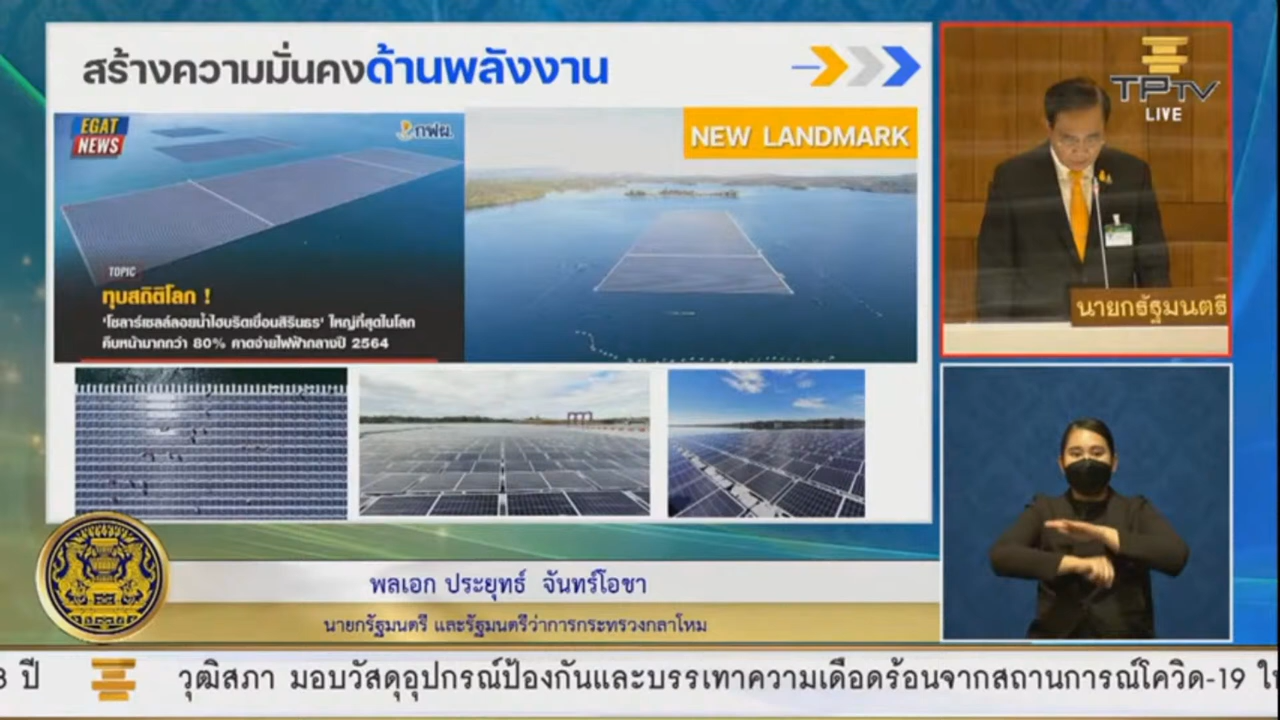 สร้างความมั่นคงด้านพลังงาน
EGAT
NEWS
กฟผ.
NEW LANDMARK
TOPIC
ทุบสถิติโลก !
'โซลาร์เซลล์ลอยน้ำไฮบริดเขื่อนสิรินธร' ใหญ่ที่สุดในโลก
คืบหน้ามากกว่า 80% คาดจ่ายไฟฟ้ากลางปี 2564
TPTV
LIVE
นายกรัฐมนตรี
พลเอก ประยุทธ์ จันทร์โอชา
นายกรัฐมนตรี และรัฐมนตรีว่าการกระทรวงกลาโหม
3 ปี
วุฒิสภา มอบวัสดุอุปกรณ์ป้องกันและบรรเทาความเดือดร้อนจากสถานการณ์โควิด-19 ใ